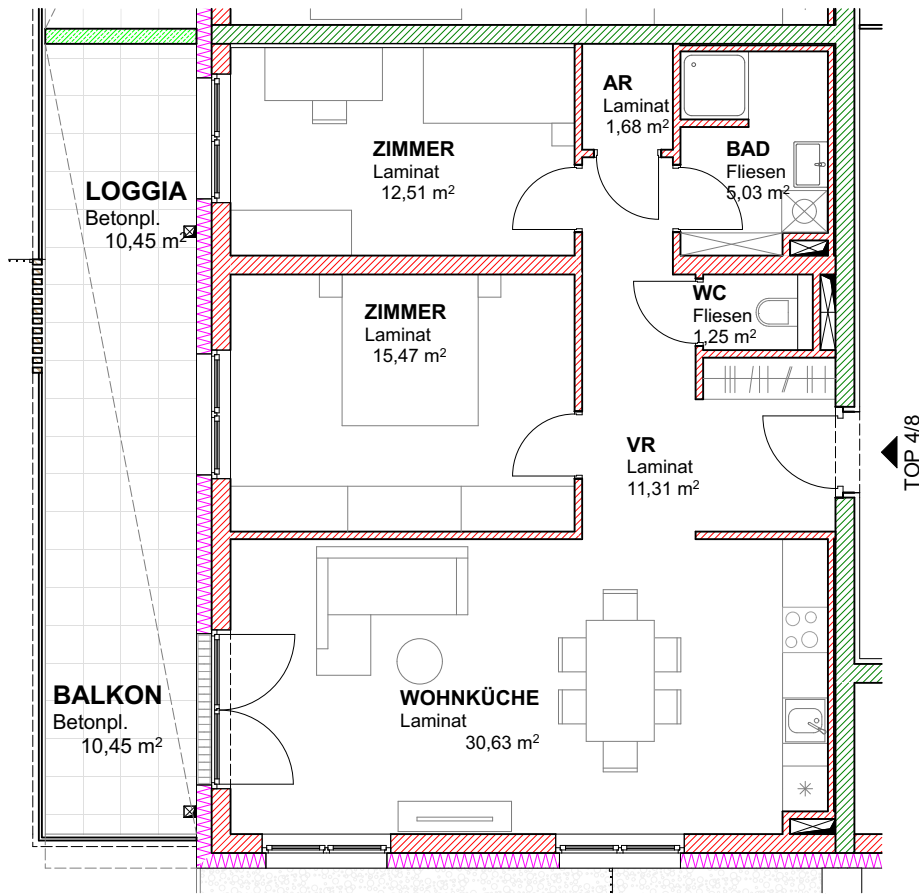 AR
Laminat
1,68 m²
ZIMMER
Laminat
12,51 m²
BAD
Fliesen
5,03 m²
LOGGIA
Betonpl.
10,45 m²
WC
Fliesen
1,25 m²
ZIMMER
Laminat
15,47 m²
VR
Laminat
11,31 m²
TOP 4/8
BALKON
Betonpl.
10,45 m²
WOHNKÜCHE
Laminat
30,63 m²